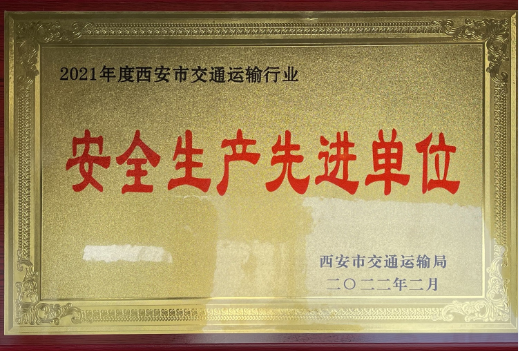 2021年度西安市交通运输行业
安全生产先进单位
西安市交通运输局
二〇二二年二月